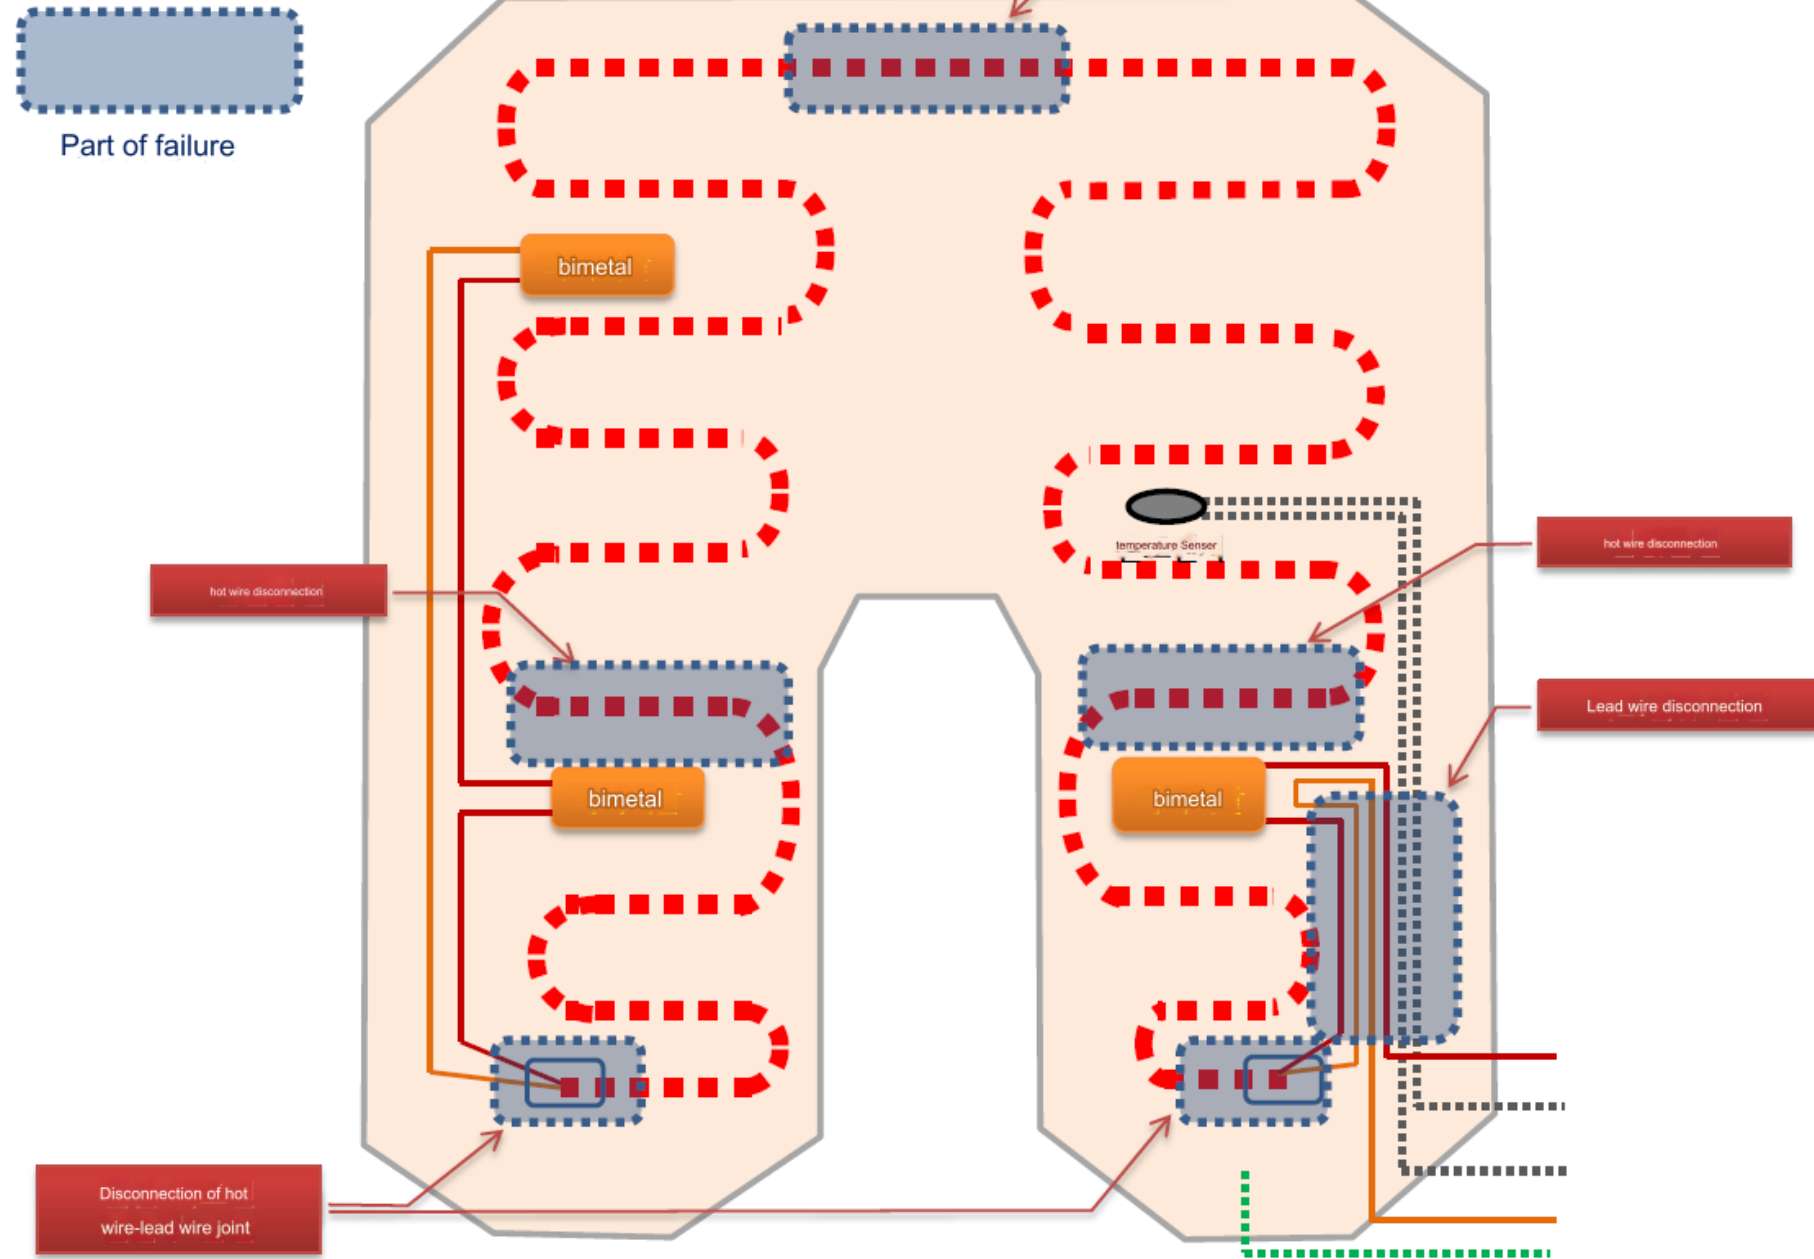 Part of failure
bimetal
temperature Senser
hot wire disconnection
hot wire disconnection
Lead wire disconnection
bimetal
bimetal
Disconnection of hot
wire-lead wire joint